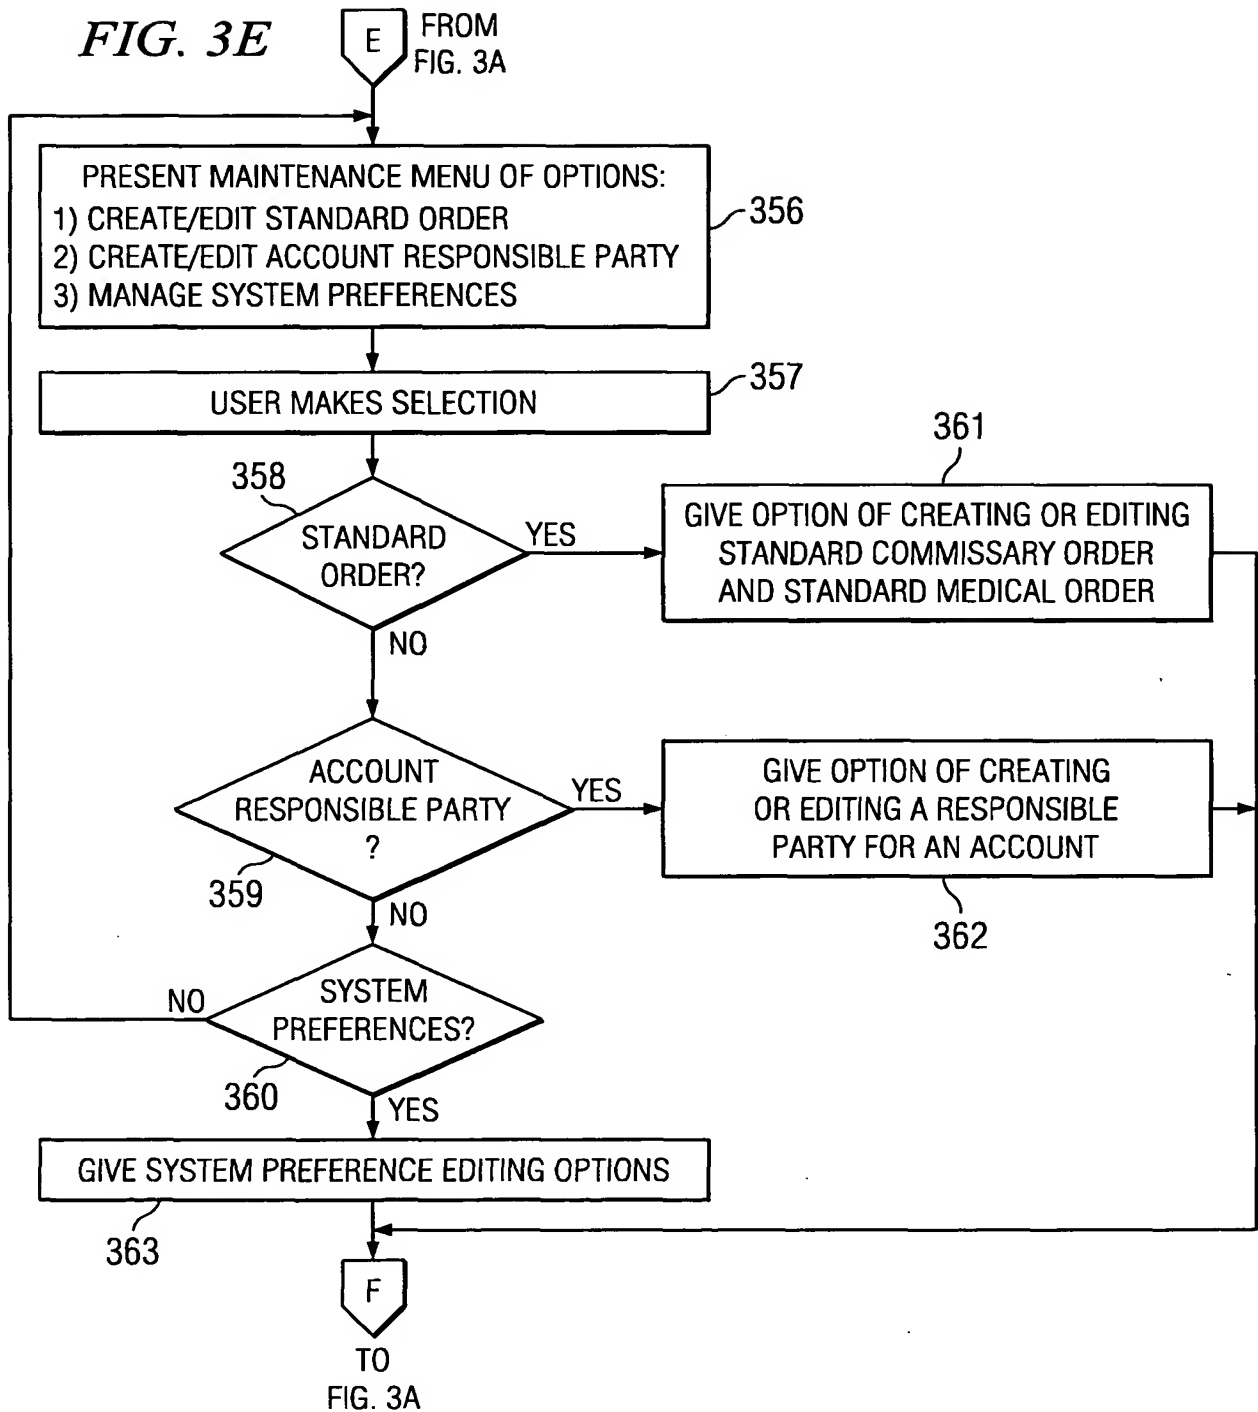 FIG. 3E
E
FROM
FIG. 3A
PRESENT MAINTENANCE MENU OF OPTIONS:
1) CREATE/EDIT STANDARD ORDER
2) CREATE/EDIT ACCOUNT RESPONSIBLE PARTY
3) MANAGE SYSTEM PREFERENCES
356
USER MAKES SELECTION
357
358
STANDARD
ORDER?
YES
NO
361
GIVE OPTION OF CREATING OR EDITING
STANDARD COMMISSARY ORDER
AND STANDARD MEDICAL ORDER
ACCOUNT
RESPONSIBLE PARTY
?
359
YES
NO
GIVE OPTION OF CREATING
OR EDITING A RESPONSIBLE
PARTY FOR AN ACCOUNT
362
SYSTEM
PREFERENCES?
NO
360
YES
GIVE SYSTEM PREFERENCE EDITING OPTIONS
363
F
TO
FIG. 3A